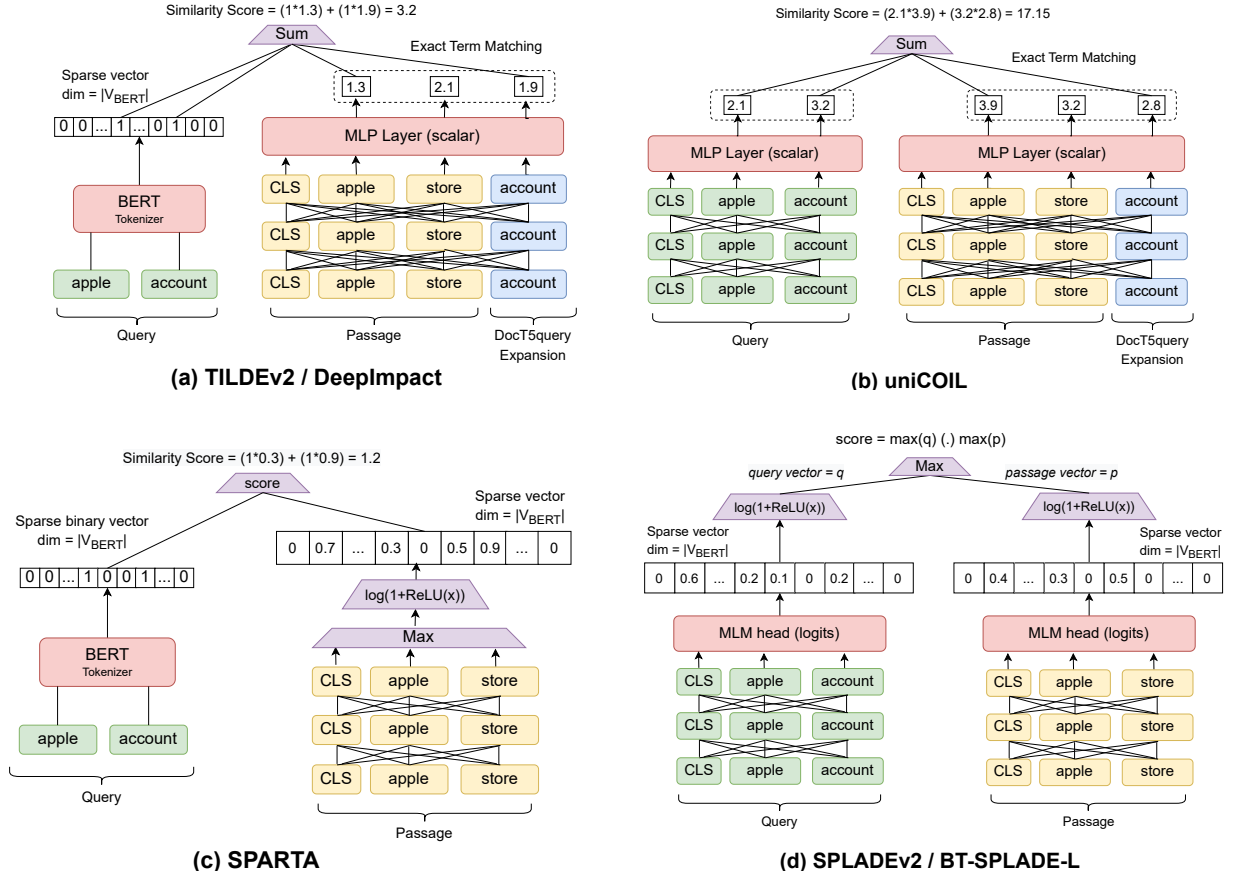 Similarity Score = (1*1.3) + (1*1.9) = 3.2
Sum
Exact Term Matching
Sparse vector
dim = |V_BERT|
1.3 2.1 1.9
0 0 ... 1 ... 0 1 0 0
MLP Layer (scalar)
CLS apple store account
BERT
Tokenizer
CLS apple store account
apple account
CLS apple store account
Query
Passage
DocT5query
Expansion
(a) TILDEv2 / DeepImpact
Similarity Score = (2.1*3.9) + (3.2*2.8) = 17.15
Sum
Exact Term Matching
2.1 3.2
3.9 3.2 2.8
MLP Layer (scalar)
MLP Layer (scalar)
CLS apple account
CLS apple store account
CLS apple account
CLS apple store account
CLS apple account
CLS apple store account
Query
Passage
DocT5query
Expansion
(b) uniCOIL
Similarity Score = (1*0.3) + (1*0.9) = 1.2
score
Sparse vector
dim = |V_BERT|
Sparse binary vector
dim = |V_BERT|
0 0.7 ... 0.3 0 0.5 0.9 ... 0
0 0 ... 1 0 0 1 ... 0
log(1+ReLU(x))
Max
BERT
Tokenizer
CLS apple store
CLS apple store
apple account
CLS apple store
Query
Passage
(c) SPARTA
score = max(q) (.) max(p)
query vector = q
Max
passage vector = p
log(1+ReLU(x))
log(1+ReLU(x))
Sparse vector
dim = |V_BERT|
Sparse vector
dim = |V_BERT|
0 0.6 ... 0.2 0.1 0 0.2 ... 0
0 0.4 ... 0.3 0 0.5 0 ... 0
MLM head (logits)
MLM head (logits)
CLS apple account
CLS apple store
CLS apple account
CLS apple store
CLS apple account
CLS apple store
Query
Passage
(d) SPLADEv2 / BT-SPLADE-L